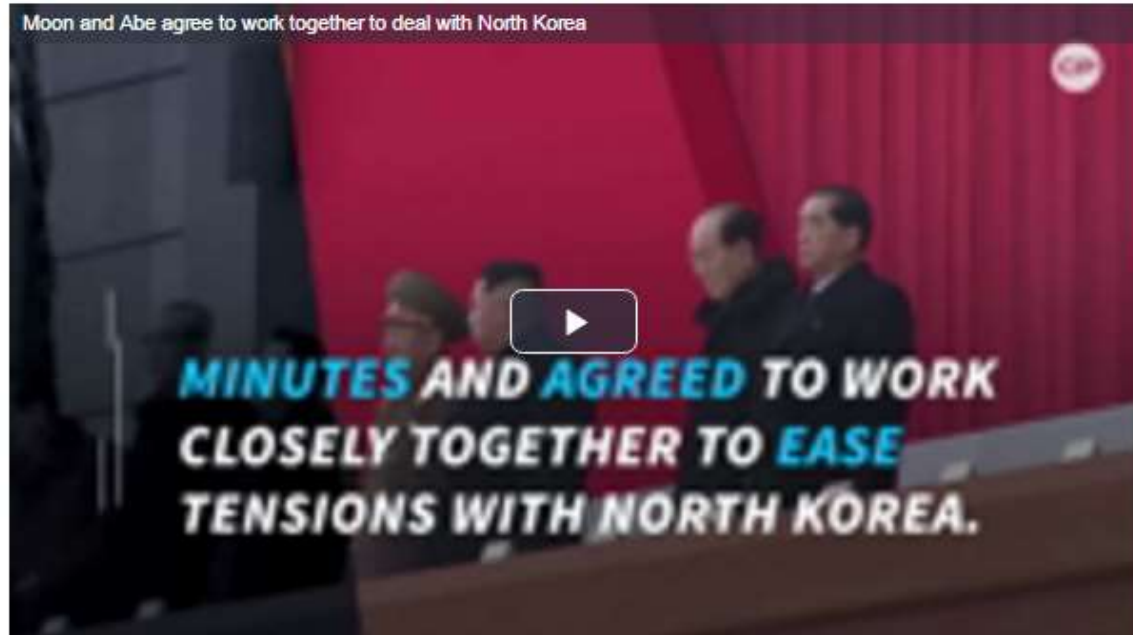 Moon and Abe agree to work together to deal with North Korea
MINUTES AND AGREED TO WORK
CLOSELY TOGETHER TO EASE
TENSIONS WITH NORTH KOREA.